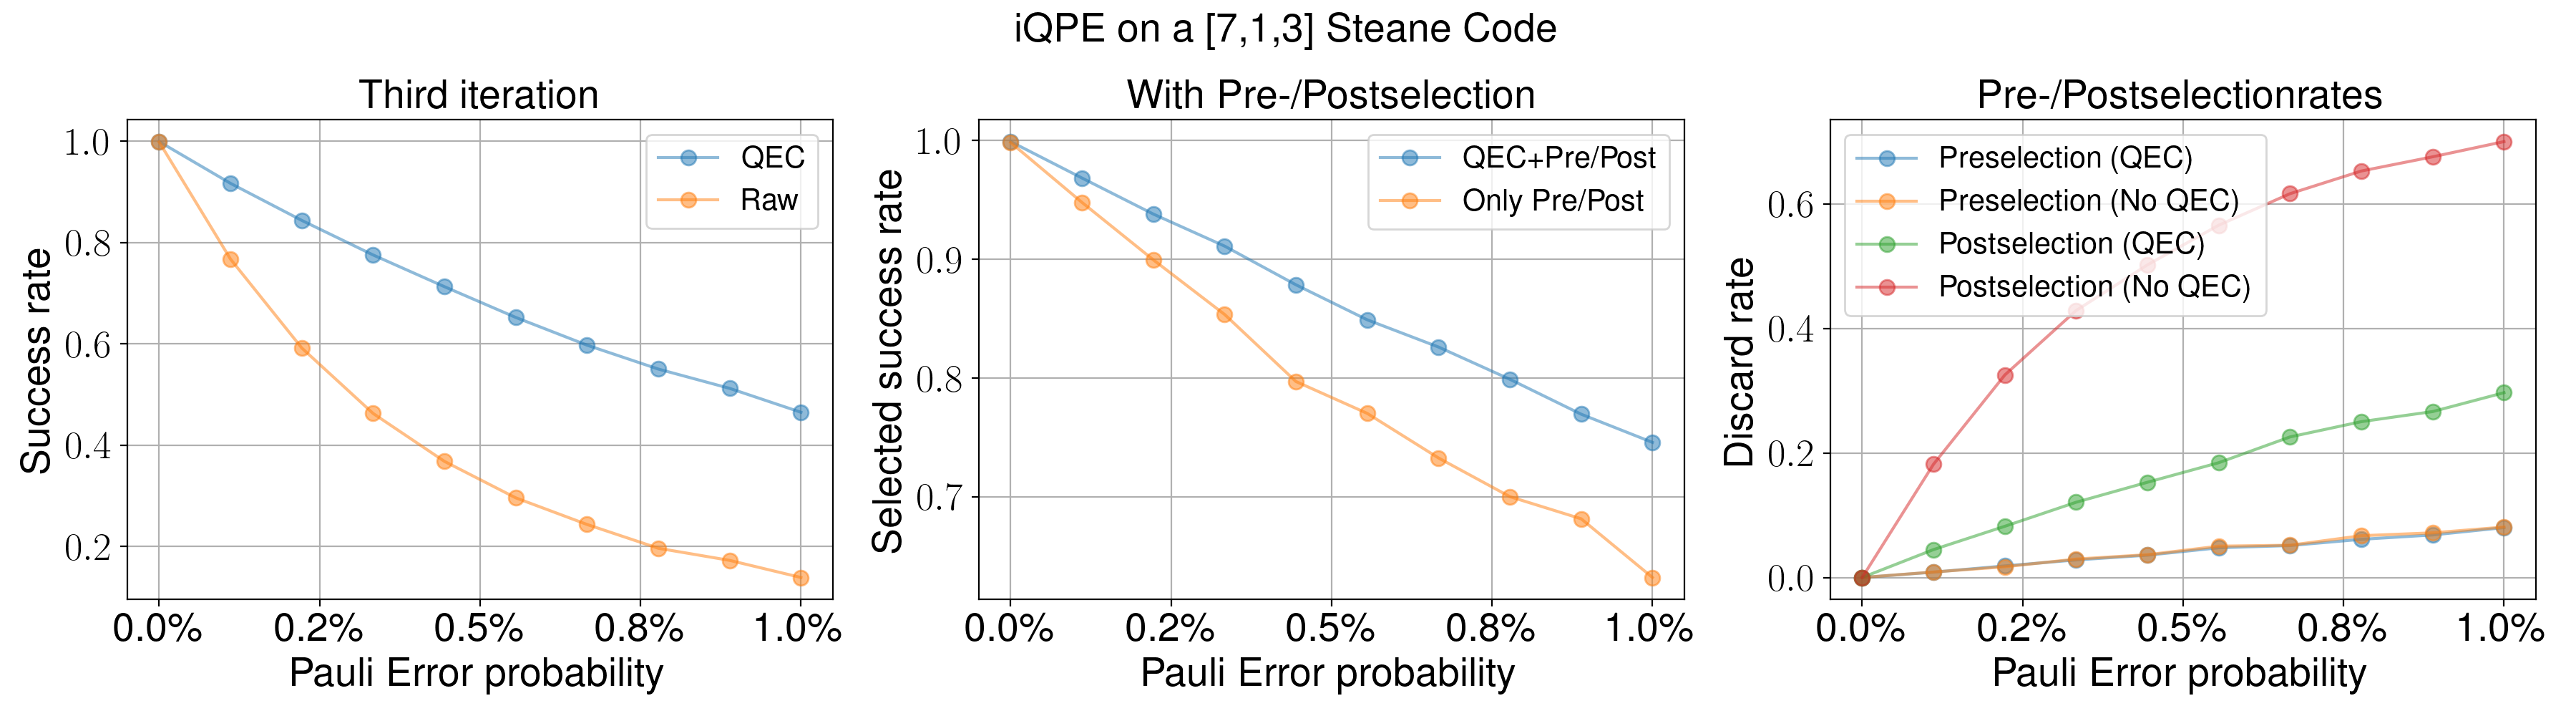 iQPE on a [7,1,3] Steane Code
Third iteration
Success rate
1.0
0.8
0.6
0.4
0.2
QEC
Raw
0.0%
0.2%
0.5%
0.8%
1.0%
Pauli Error probability
With Pre-/Postselection
Selected success rate
1.0
0.9
0.8
0.7
QEC+Pre/Post
Only Pre/Post
0.0%
0.2%
0.5%
0.8%
1.0%
Pauli Error probability
Pre-/Postselectionrates
Discard rate
0.6
0.4
0.2
0.0
Preselection (QEC)
Preselection (No QEC)
Postselection (QEC)
Postselection (No QEC)
0.0%
0.2%
0.5%
0.8%
1.0%
Pauli Error probability